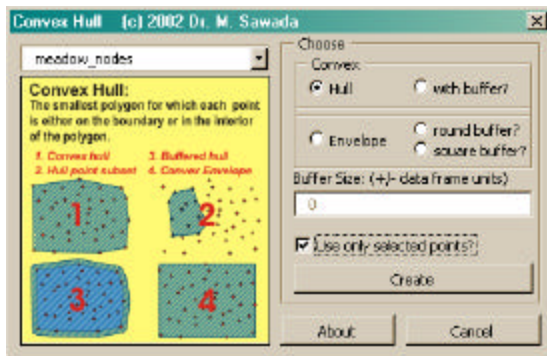 Convex Hull (c) 2002 Dr. M. Sawada
meadow_nodes
Convex Hull:
The smallest polygon for which each point
is either on the boundary or in the interior
of the polygon.
1. Convex hull 3. Buffered hull
2. Hull point subset 4. Convex Envelope
1
2
3
4
Choose
Convex
Hull with buffer?
Envelope round buffer?
square buffer?
Buffer Size: (+/- data frame units)
0
Use only selected points?
Create
About Cancel